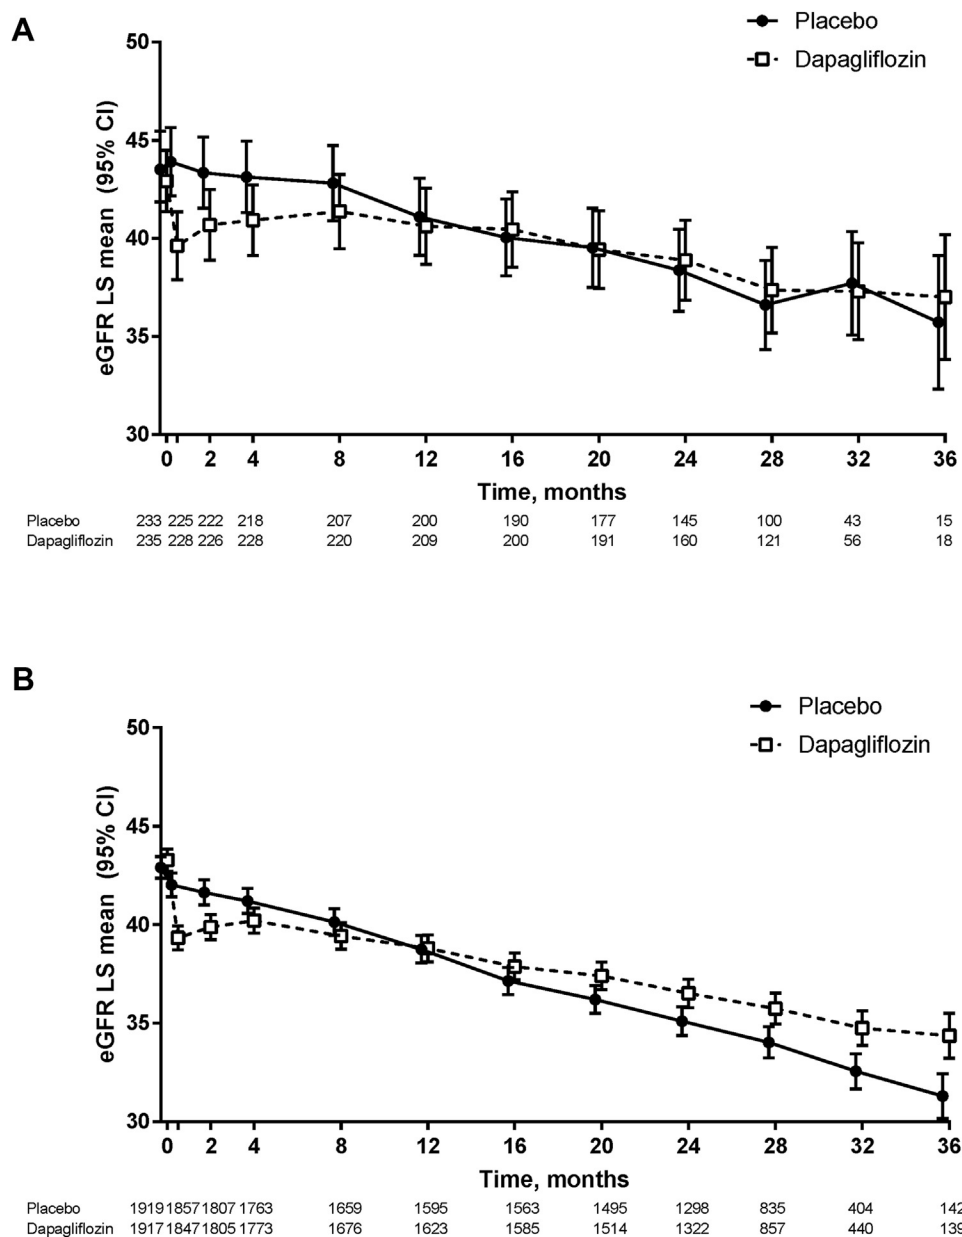 A
Placebo
Dapagliflozin
50
45
40
35
30
eGFR LS mean (95% CI)
0 2 4 8 12 16 20 24 28 32 36
Time, months
Placebo 233 225 222 218 207 200 190 177 145 100 43 15
Dapagliflozin 235 228 226 228 220 209 200 191 160 121 56 18
B
Placebo
Dapagliflozin
50
45
40
35
30
eGFR LS mean (95% CI)
0 2 4 8 12 16 20 24 28 32 36
Time, months
Placebo 1919 1857 1807 1763 1659 1595 1563 1495 1298 835 404 142
Dapagliflozin 1917 1847 1805 1773 1676 1623 1585 1514 1322 857 440 139